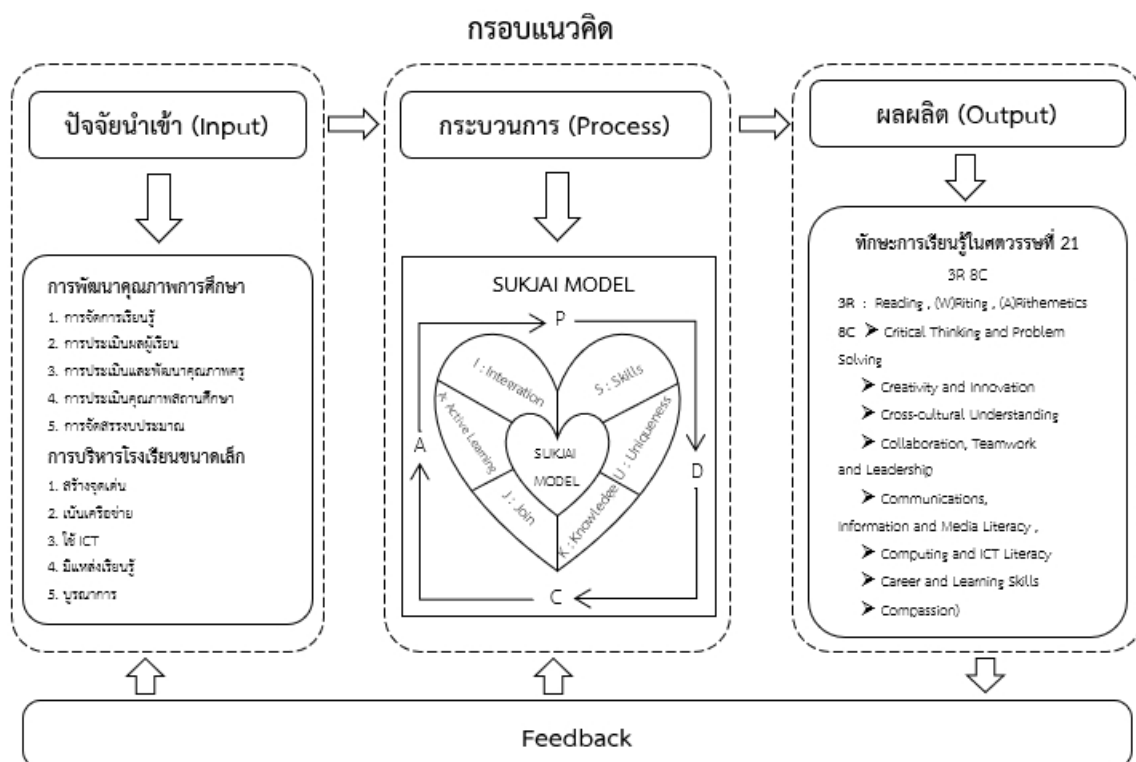 กรอบแนวคิด
ปัจจัยนำเข้า (Input)
การพัฒนาคุณภาพการศึกษา
1. การจัดการเรียนรู้
2. การประเมินผลผู้เรียน
3. การประเมินและพัฒนาคุณภาพครู
4. การประเมินคุณภาพสถานศึกษา
5. การจัดสรรงบประมาณ
การบริหารโรงเรียนขนาดเล็ก
1. สร้างจุดเด่น
2. เน้นเครือข่าย
3. ใช้ ICT
4. มีแหล่งเรียนรู้
5. บูรณาการ
กระบวนการ (Process)
SUKJAI MODEL
P
D
C
A
S : Skills
U : Uniqueness
K : Knowledge
J : Join
A: Active Learning
I : Integration
SUKJAI
MODEL
ผลผลิต (Output)
ทักษะการเรียนรู้ในศตวรรษที่ 21
3R 8C
3R : Reading , (W)Riting , (A)Rithemetics
8C ➤ Critical Thinking and Problem
Solving
➤ Creativity and Innovation
➤ Cross-cultural Understanding
➤ Collaboration, Teamwork
and Leadership
➤ Communications,
Information and Media Literacy ,
➤ Computing and ICT Literacy
➤ Career and Learning Skills
➤ Compassion)
Feedback